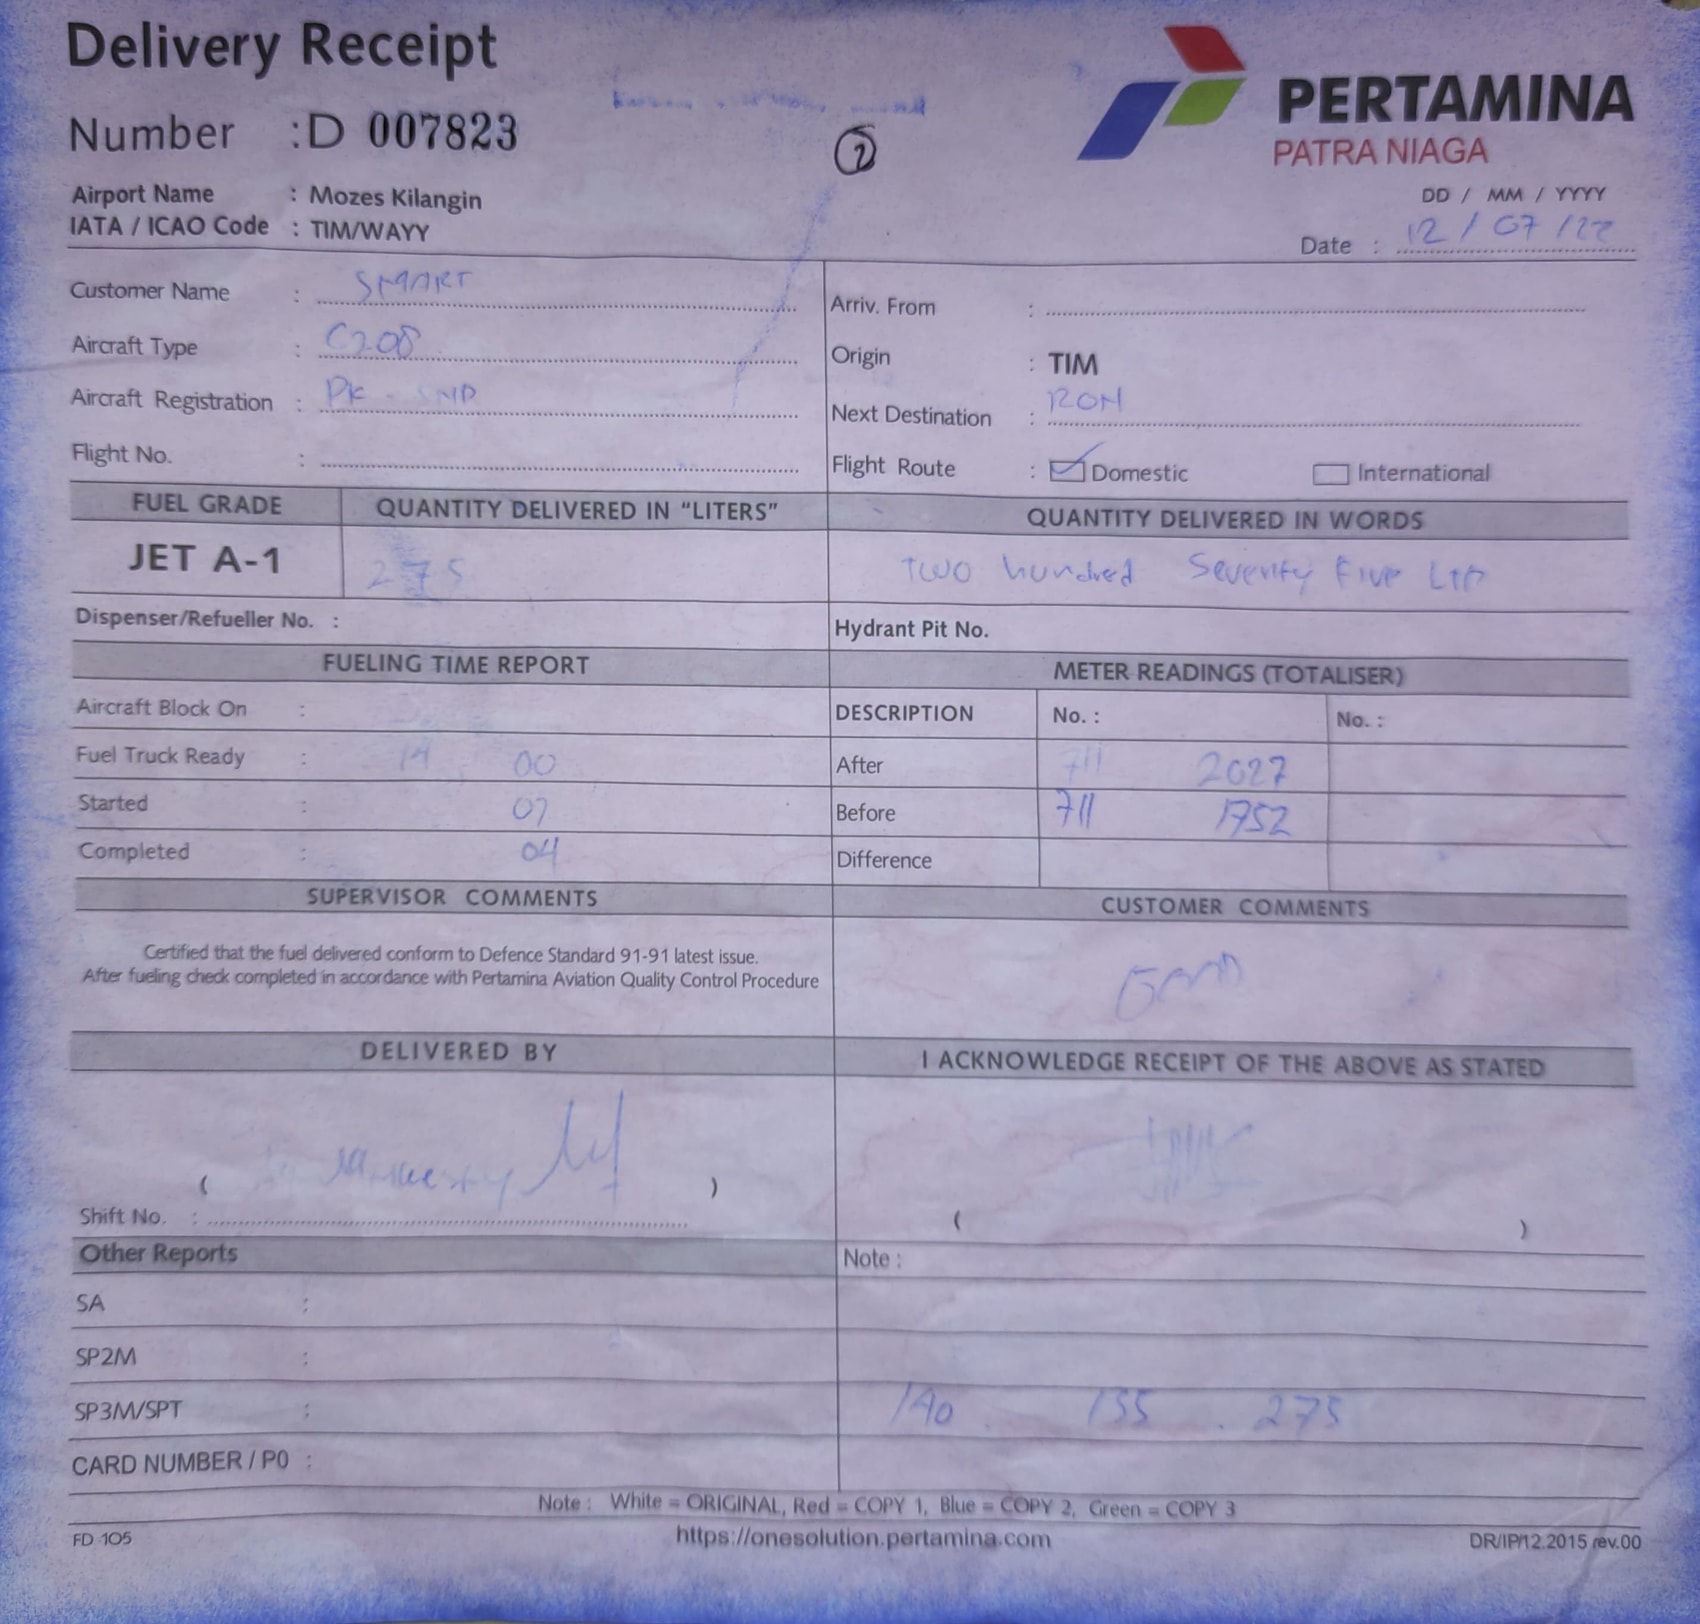 Delivery Receipt
Number : D 007823
2
PERTAMINA
PATRA NIAGA
Airport Name : Mozes Kilangin
IATA / ICAO Code : TIM/WAYY
DD / MM / YYYY
Date : 12 / 07 / 22
Customer Name : SMART
Aircraft Type : C208
Aircraft Registration : PK - SND
Flight No. :
Arriv. From :
Origin : TIM
Next Destination : RON
Flight Route : Domestic International
FUEL GRADE QUANTITY DELIVERED IN "LITERS" QUANTITY DELIVERED IN WORDS
JET A-1 275 TWO hundred Seventy Five LTR
Dispenser/Refueller No. : Hydrant Pit No.
FUELING TIME REPORT METER READINGS (TOTALISER)
Aircraft Block On : DESCRIPTION No. : No. :
Fuel Truck Ready : 14 00 After 711 2027
Started : 02 Before 711 1752
Completed : 04 Difference
SUPERVISOR COMMENTS CUSTOMER COMMENTS
Certified that the fuel delivered conform to Defence Standard 91-91 latest issue.
After fueling check completed in accordance with Pertamina Aviation Quality Control Procedure
DELIVERED BY I ACKNOWLEDGE RECEIPT OF THE ABOVE AS STATED
( ) ( )
Shift No. :
Other Reports Note :
SA :
SP2M :
SP3M/SPT : 140 . 135 . 275
CARD NUMBER / P0 :
Note : White = ORIGINAL, Red = COPY 1, Blue = COPY 2, Green = COPY 3
FD 105 https://onesolution.pertamina.com DR/IP/12.2015 rev.00